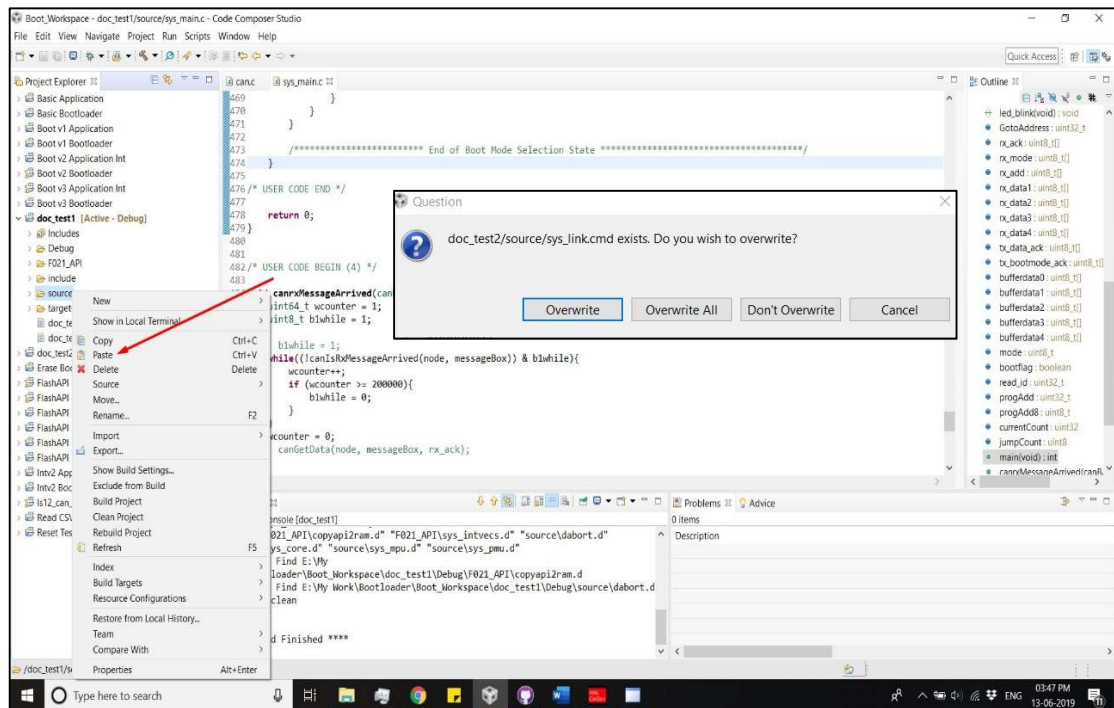 Boot_Workspace - doc_test1/source/sys_main.c - Code Composer Studio
File Edit View Navigate Project Run Scripts Window Help
Quick Access
Project Explorer
Basic Application
Basic Bootloader
Boot v1 Application
Boot v1 Bootloader
Boot v2 Application Int
Boot v2 Bootloader
Boot v3 Application Int
Boot v3 Bootloader
doc_test1 [Active - Debug]
Includes
Debug
F021_API
include
source
target
doc_te
doc_te
doc_test2
Erase Boo
FlashAPI
FlashAPI
FlashAPI
FlashAPI
FlashAPI
Intv2 App
Intv2 Boo
ls12_can_
Read CSV
Reset Tes
New
Show in Local Terminal
Copy Ctrl+C
Paste Ctrl+V
Delete Delete
Source
Move...
Rename... F2
Import
Export...
Show Build Settings...
Exclude from Build
Build Project
Clean Project
Rebuild Project
Refresh F5
Index
Build Targets
Resource Configurations
Restore from Local History...
Team
Compare With
Properties Alt+Enter
can.c sys_main.c
469 }
470 }
471 }
472
473 /************************** End of Boot Mode Selection State ****************************************/
474 }
475
476 /* USER CODE END */
477
478 return 0;
479 }
480
481
482 /* USER CODE BEGIN (4) */
483
canrxMessageArrived(can
uint64_t wcounter = 1;
uint8_t b1while = 1;
b1while = 1;
while((!canIsRxMessageArrived(node, messageBox)) & b1while){
wcounter++;
if (wcounter >= 200000){
b1while = 0;
}
wcounter = 0;
canGetData(node, messageBox, rx_ack);
Question
doc_test2/source/sys_link.cmd exists. Do you wish to overwrite?
Overwrite Overwrite All Don't Overwrite Cancel
Outline
led_blink(void) : void
GotoAddress : uint32_t
rx_ack : uint8_t[]
rx_mode : uint8_t[]
rx_add : uint8_t[]
rx_data1 : uint8_t[]
rx_data2 : uint8_t[]
rx_data3 : uint8_t[]
rx_data4 : uint8_t[]
tx_data_ack : uint8_t[]
tx_bootmode_ack : uint8_t[]
bufferdata0 : uint8_t[]
bufferdata1 : uint8_t[]
bufferdata2 : uint8_t[]
bufferdata3 : uint8_t[]
bufferdata4 : uint8_t[]
mode : uint8_t
bootflag : boolean
read_id : uint32_t
progAdd : uint32_t
progAdd8 : uint8_t
currentCount : uint32
jumpCount : uint8
main(void) : int
canrxMessageArrived(canB
onsole [doc_test1]
021_API\copyapi2ram.d" "F021_API\sys_intvecs.d" "source\dabort.d"
ys_core.d" "source\sys_mpu.d" "source\sys_pmu.d"
Find E:\My
loader\Boot_Workspace\doc_test1\Debug\F021_API\copyapi2ram.d
Find E:\My Work\Bootloader\Boot_Workspace\doc_test1\Debug\source\dabort.d
clean
d Finished ****
Problems Advice
0 items
Description
/doc_test1/s
Type here to search
ENG
03:47 PM
13-06-2019